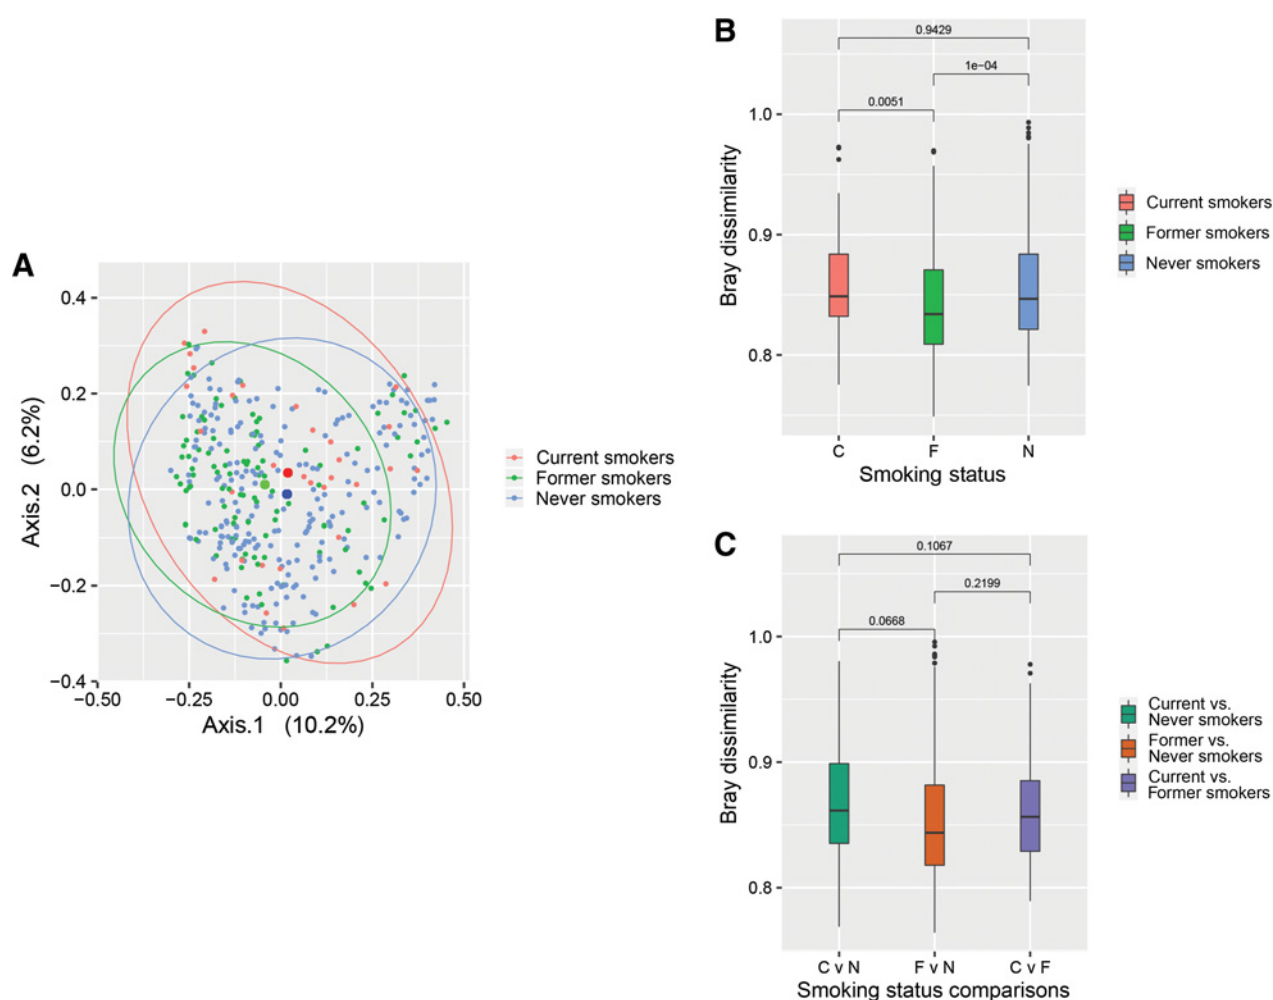 A
0.4
0.2
0.0
−0.2
−0.4
−0.50
−0.25
0.00
0.25
0.50
Axis.2 (6.2%)
Axis.1 (10.2%)
Current smokers
Former smokers
Never smokers
B
0.9429
1e−04
0.0051
1.0
0.9
0.8
Bray dissimilarity
C
F
N
Smoking status
Current smokers
Former smokers
Never smokers
C
0.1067
0.2199
0.0668
1.0
0.9
0.8
Bray dissimilarity
C v N
F v N
C v F
Smoking status comparisons
Current vs.
Never smokers
Former vs.
Never smokers
Current vs.
Former smokers